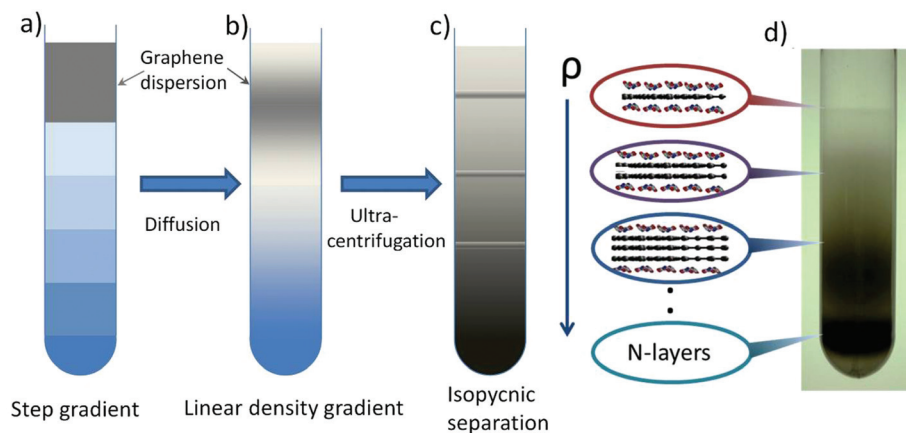 a)
Graphene
dispersion
b)
c)
d)
ρ
Diffusion
Ultra-
centrifugation
N-layers
Step gradient
Linear density gradient
Isopycnic
separation